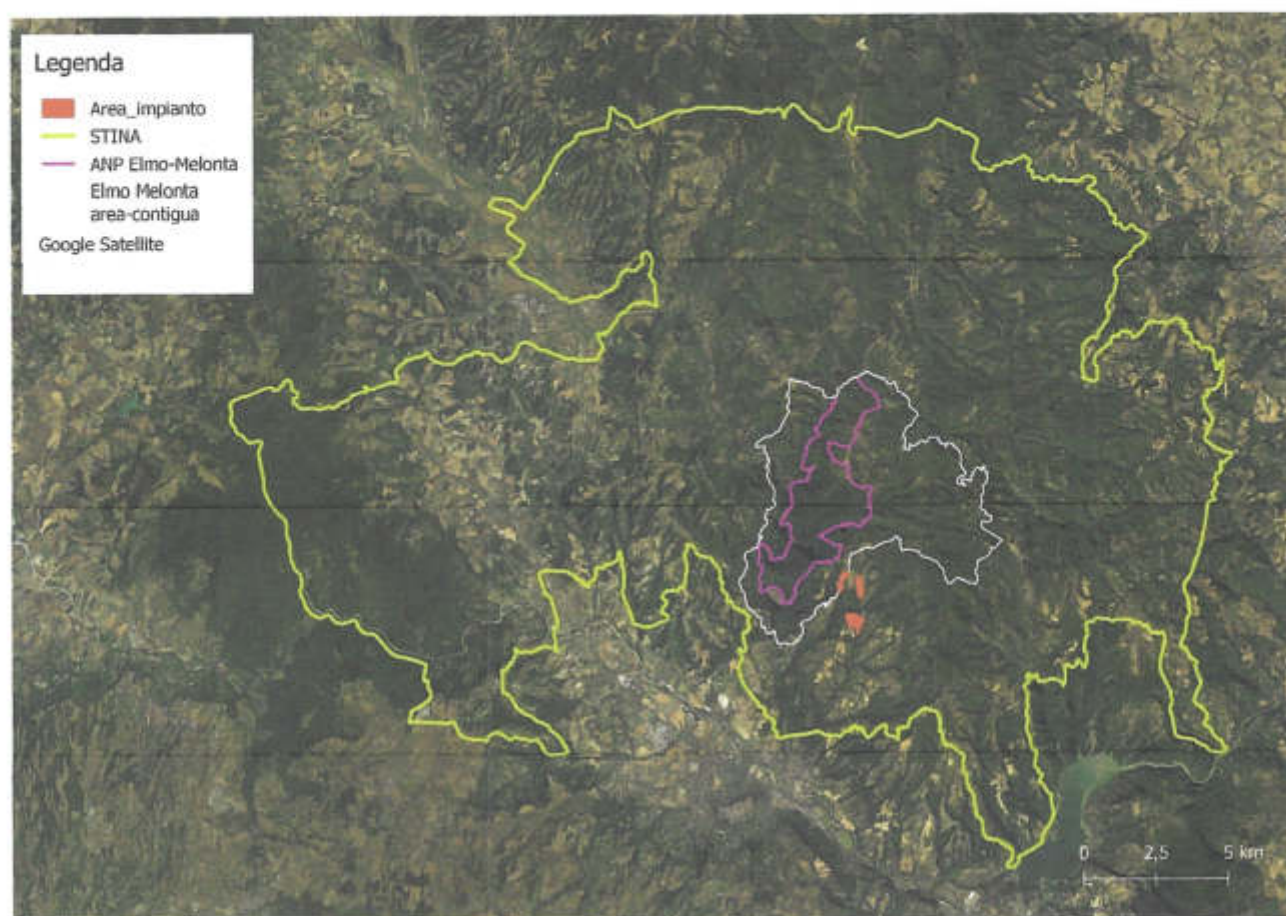 Legenda
Area_impianto
STINA
ANP Elmo-Melonta
Elmo Melonta
area-contigua
Google Satellite
0 2,5 5 km